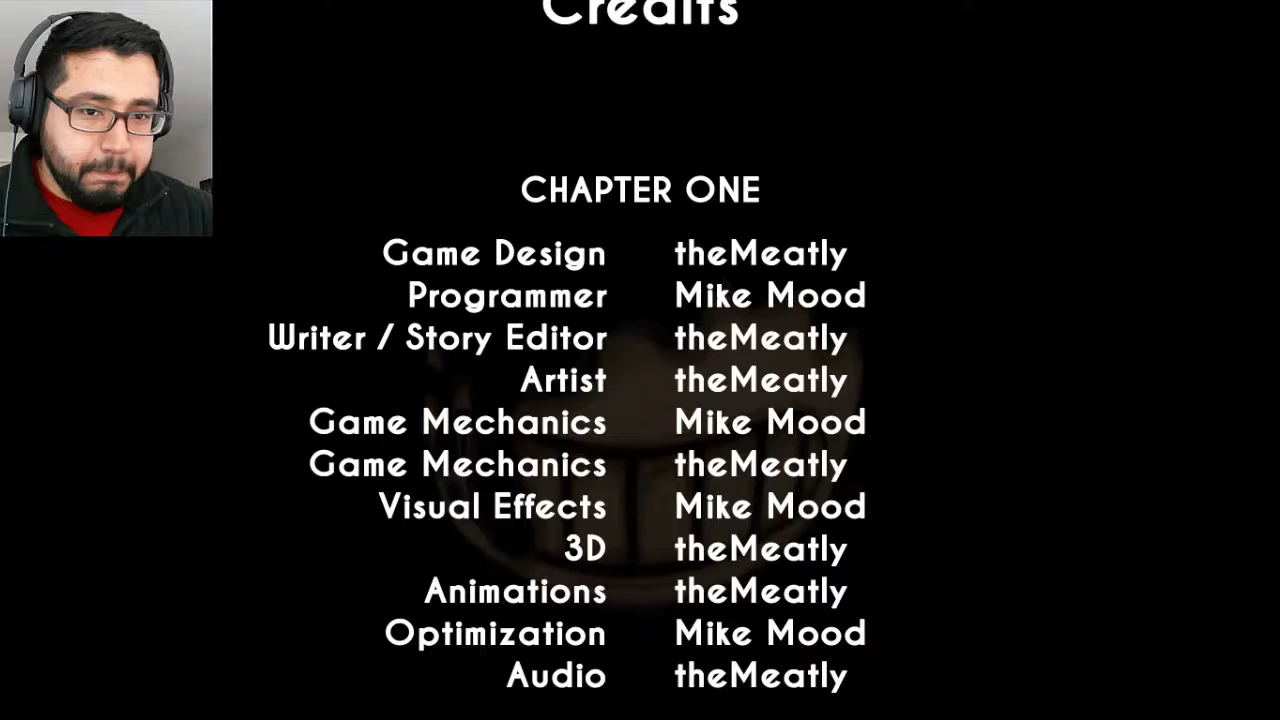 Credits
CHAPTER ONE
Game Design theMeatly
Programmer Mike Mood
Writer / Story Editor theMeatly
Artist theMeatly
Game Mechanics Mike Mood
Game Mechanics theMeatly
Visual Effects Mike Mood
3D theMeatly
Animations theMeatly
Optimization Mike Mood
Audio theMeatly